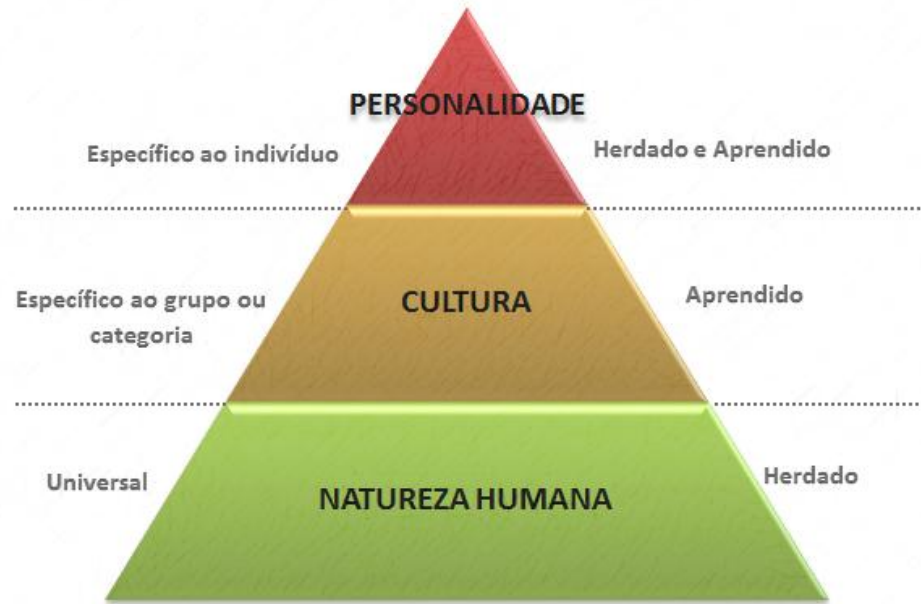 PERSONALIDADE
Específico ao indivíduo
Herdado e Aprendido
Específico ao grupo ou
categoria
CULTURA
Aprendido
Universal
NATUREZA HUMANA
Herdado